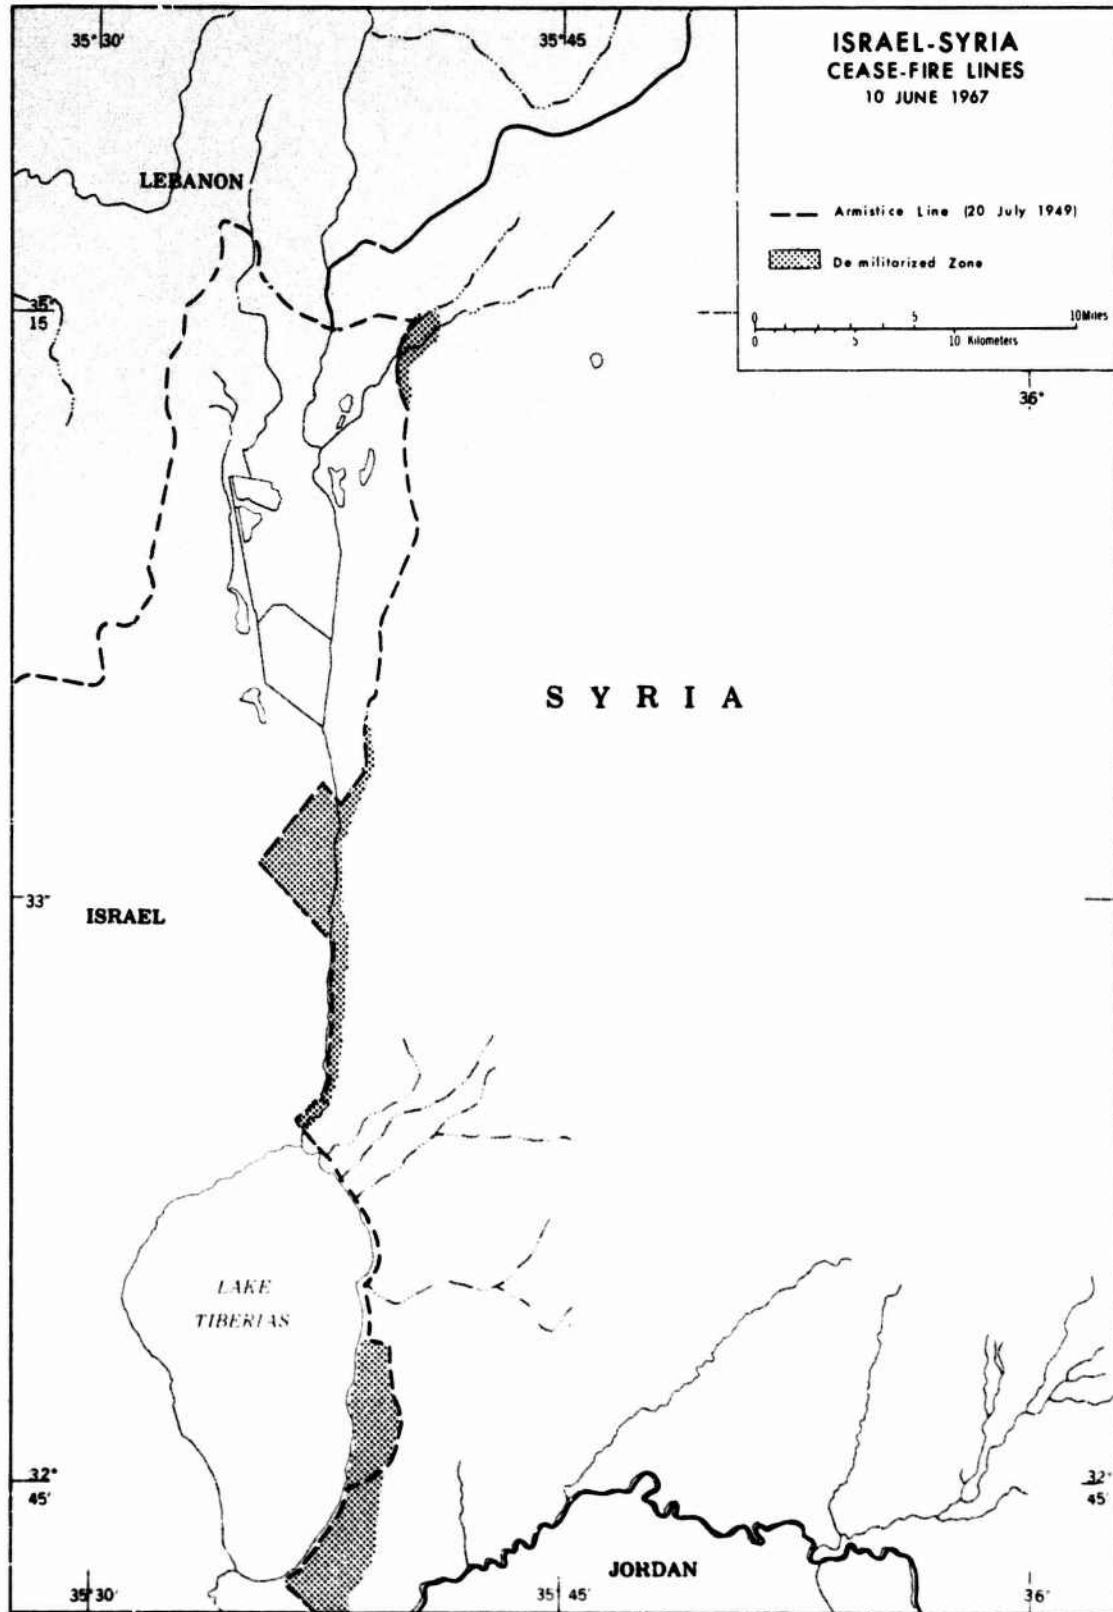 35°30'
35°45'
ISRAEL-SYRIA
CEASE-FIRE LINES
10 JUNE 1967
LEBANON
Armistice Line (20 July 1949)
Demilitarized Zone
35°
15
0 5 10 Miles
0 5 10 Kilometers
36°
SYRIA
33°
ISRAEL
LAKE
TIBERIAS
32°
45'
32°
45'
JORDAN
35°30'
35°45'
36°